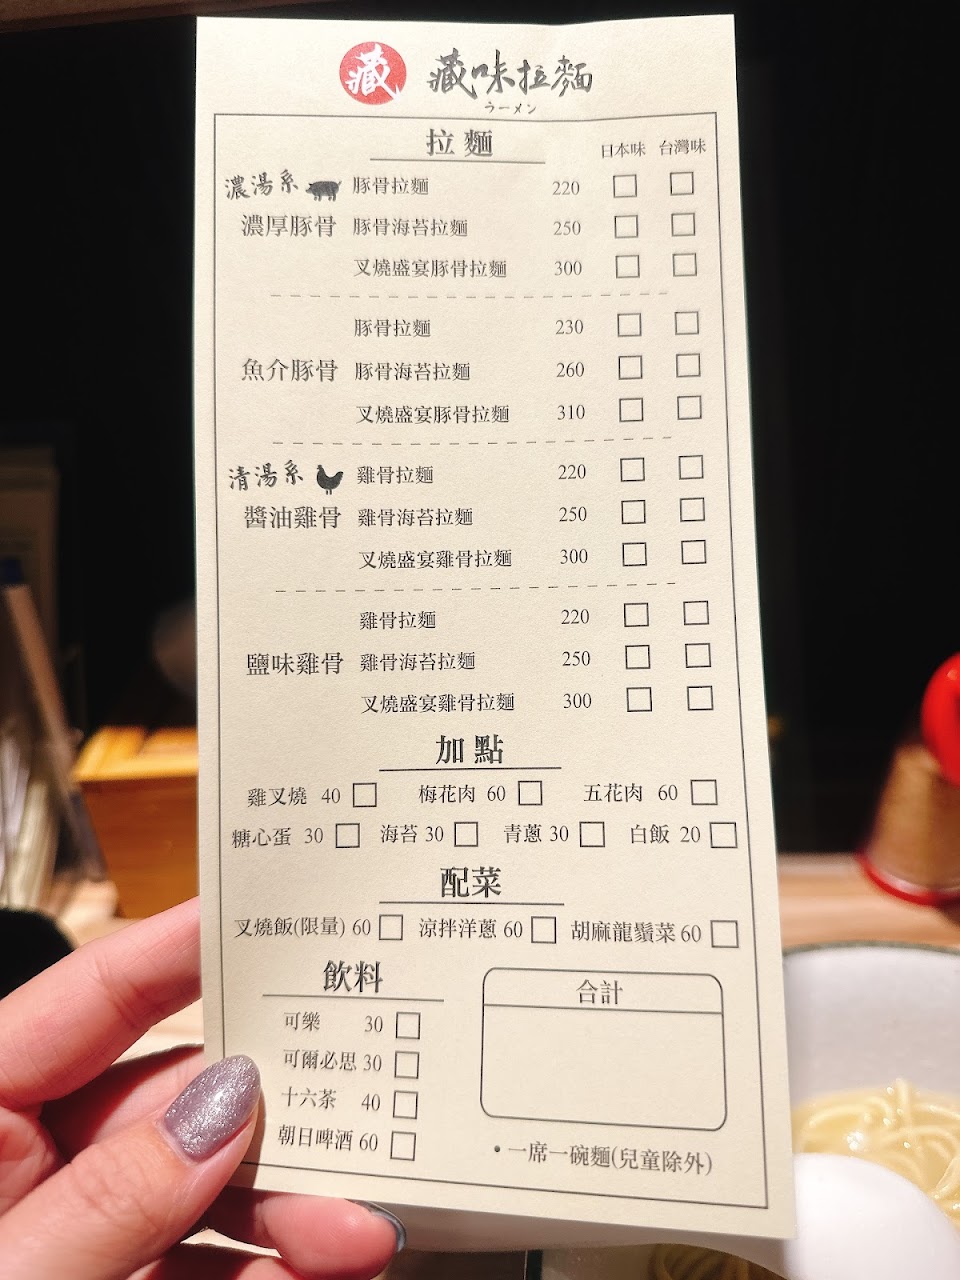 藏 藏味拉麵
ラーメン
拉麵 日本味 台灣味
濃湯系 豚骨拉麵 220
濃厚豚骨 豚骨海苔拉麵 250
叉燒盛宴豚骨拉麵 300
豚骨拉麵 230
魚介豚骨 豚骨海苔拉麵 260
叉燒盛宴豚骨拉麵 310
清湯系 雞骨拉麵 220
醬油雞骨 雞骨海苔拉麵 250
叉燒盛宴雞骨拉麵 300
雞骨拉麵 220
鹽味雞骨 雞骨海苔拉麵 250
叉燒盛宴雞骨拉麵 300
加點
雞叉燒 40 梅花肉 60 五花肉 60
糖心蛋 30 海苔 30 青蔥 30 白飯 20
配菜
叉燒飯(限量) 60 涼拌洋蔥 60 胡麻龍鬚菜 60
飲料
可樂 30
可爾必思 30
十六茶 40
朝日啤酒 60
合計
•一席一碗麵(兒童除外)